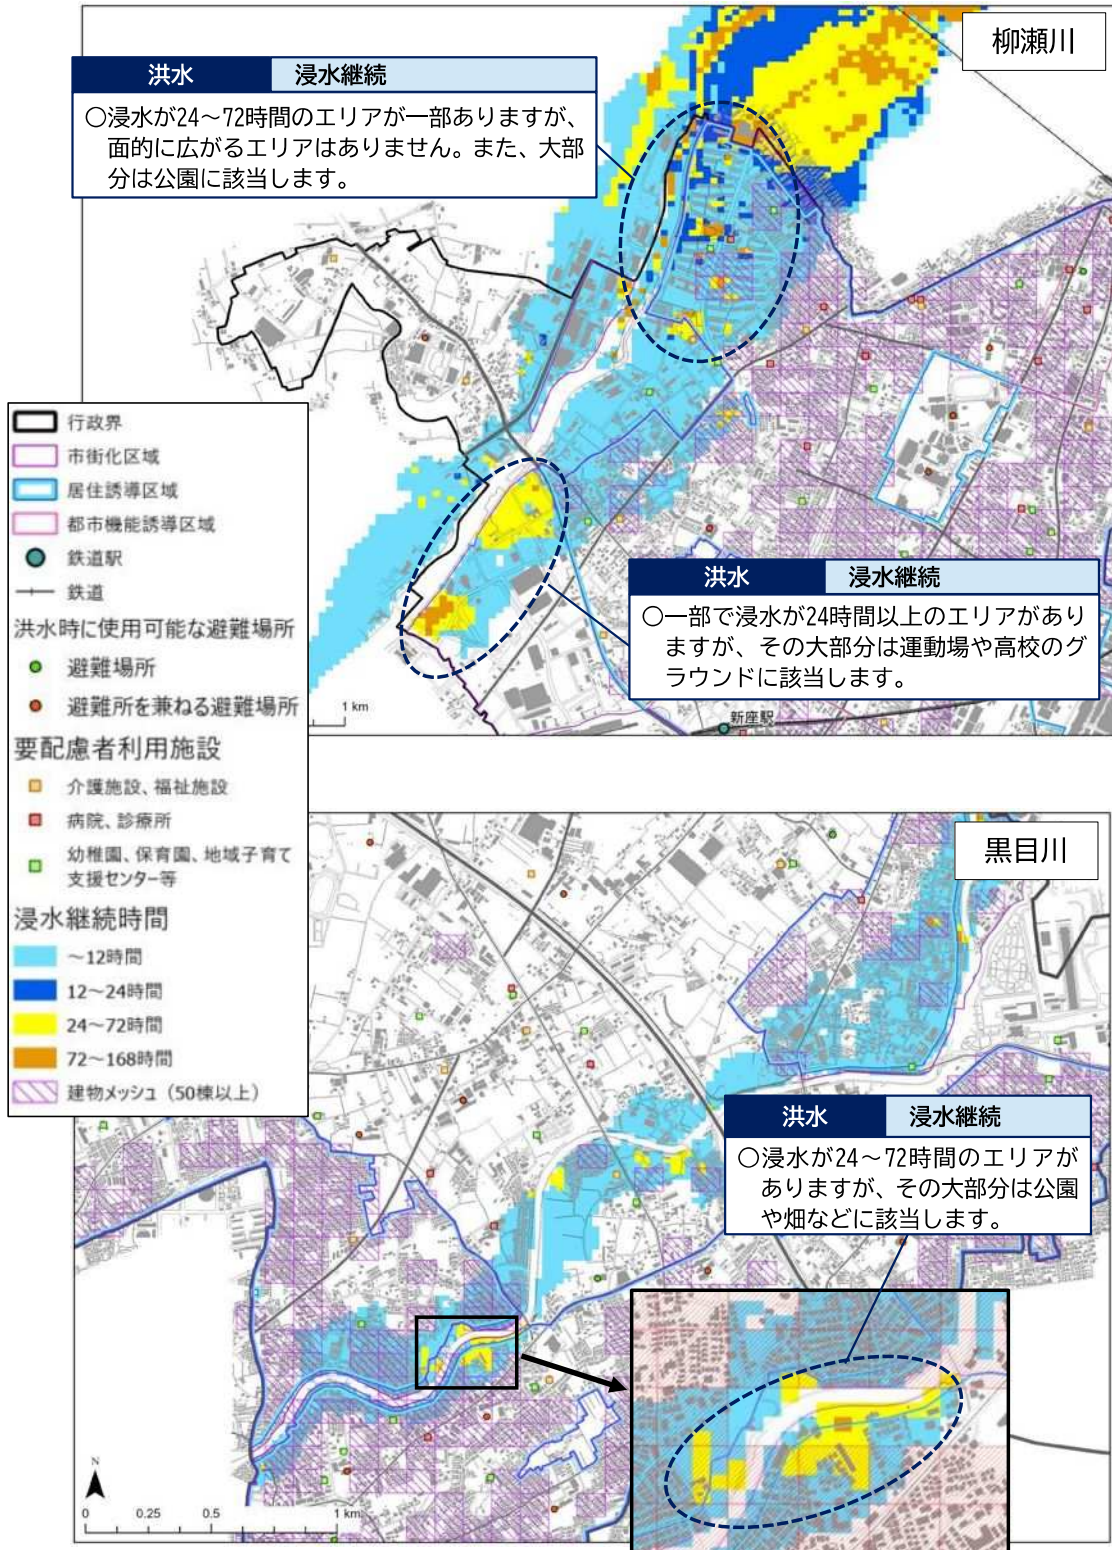 柳瀬川
洪水 浸水継続
○浸水が24～72時間のエリアが一部ありますが、
面的に広がるエリアはありません。また、大部
分は公園に該当します。
行政界
市街化区域
居住誘導区域
都市機能誘導区域
鉄道駅
鉄道
洪水時に使用可能な避難場所
避難場所
避難所を兼ねる避難場所
要配慮者利用施設
介護施設、福祉施設
病院、診療所
幼稚園、保育園、地域子育て
支援センター等
浸水継続時間
～12時間
12～24時間
24～72時間
72～168時間
建物メッシュ（50棟以上）
洪水 浸水継続
○一部で浸水が24時間以上のエリアがあり
ますが、その大部分は運動場や高校のグ
ラウンドに該当します。
1 km
新座駅
黒目川
洪水 浸水継続
○浸水が24～72時間のエリアが
ありますが、その大部分は公園
や畑などに該当します。
N
0 0.25 0.5 1 km